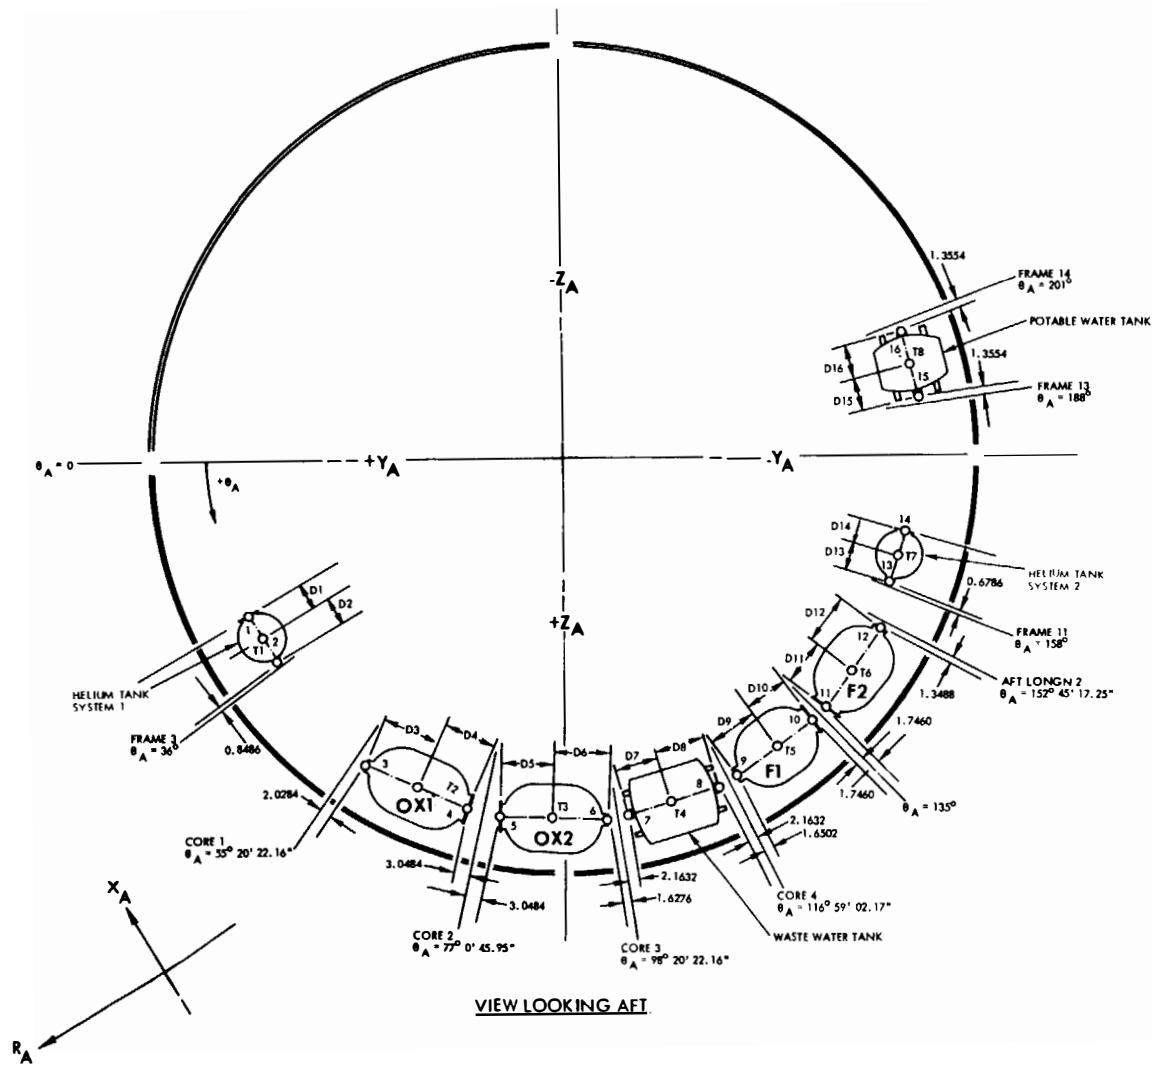 -Z
A
1.3554
FRAME 14
θA = 201°
POTABLE WATER TANK
16
T8
1.3554
D16
15
D15
FRAME 13
θA = 188°
θA = 0
+YA
-YA
+θA
14
D14
T7
D13
13
HELIUM TANK
SYSTEM 2
0.6786
D1
D2
D12
+ZA
1
2
T1
12
FRAME 11
θA = 158°
D11
T6
F2
AFT LONGN 2
θA = 152° 45' 17.25"
HELIUM TANK
SYSTEM 1
D10
11
1.3488
FRAME 3
θA = 36°
D9
10
1.7460
D3
D4
D6
D7
D8
T5
0.8486
D5
9
F1
3
T2
1.7460
OX1
8
θA = 135°
2.0284
4
T3
T4
5
6
7
OX2
2.1632
1.6502
CORE 1
θA = 55° 20' 22.16"
3.0484
2.1632
CORE 4
θA = 116° 59' 02.17"
XA
3.0484
1.6276
CORE 2
θA = 77° 0' 45.95"
WASTE WATER TANK
CORE 3
θA = 98° 20' 22.16"
VIEW LOOKING AFT
RA